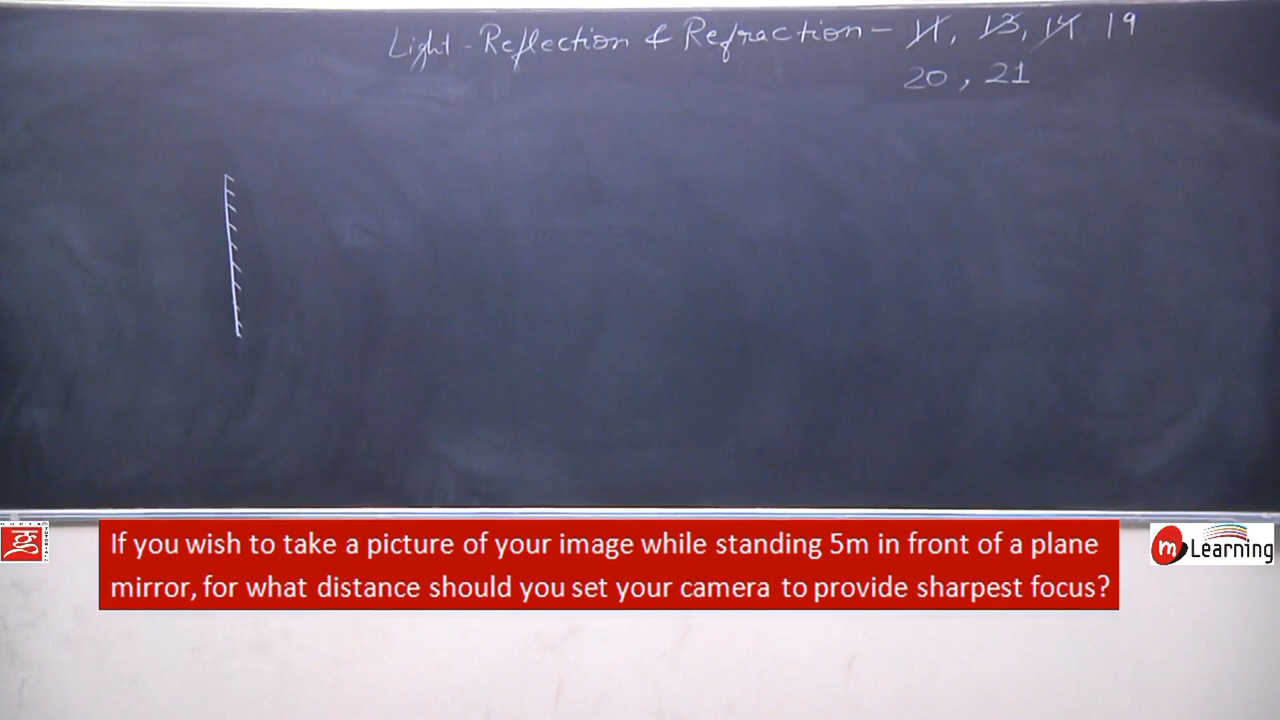 Light - Reflection & Refraction - 11, 13, 14 19
20, 21
If you wish to take a picture of your image while standing 5m in front of a plane
mirror, for what distance should you set your camera to provide sharpest focus?
m Learning